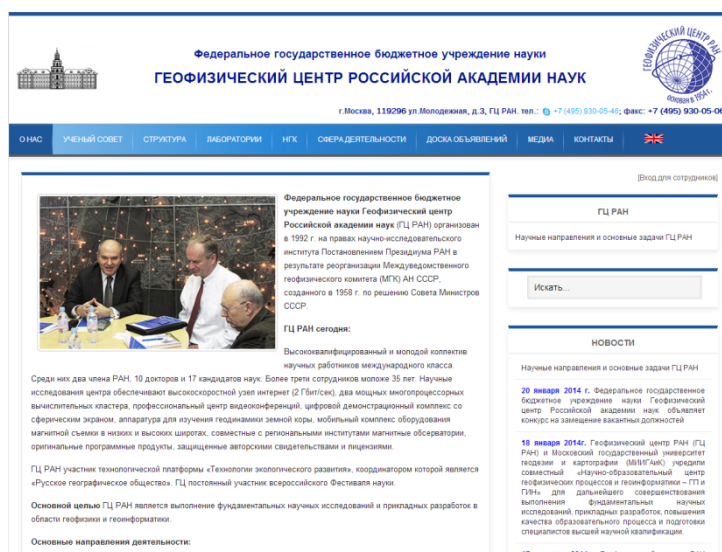 Федеральное государственное бюджетное учреждение науки
ГЕОФИЗИЧЕСКИЙ ЦЕНТР РОССИЙСКОЙ АКАДЕМИИ НАУК
ГЕОФИЗИЧЕСКИЙ ЦЕНТР РАН
ОСНОВАН В 1954г.
г.Москва, 119296 ул.Молодежная, д.3, ГЦ РАН. тел.: +7 (495) 930-05-46; факс: +7 (495) 930-05-06
О НАС УЧЕНЫЙ СОВЕТ СТРУКТУРА ЛАБОРАТОРИИ НГК СФЕРА ДЕЯТЕЛЬНОСТИ ДОСКА ОБЪЯВЛЕНИЙ МЕДИА КОНТАКТЫ
Федеральное государственное бюджетное
учреждение науки Геофизический центр
Российской академии наук (ГЦ РАН) организован
в 1992 г. на правах научно-исследовательского
института Постановлением Президиума РАН в
результате реорганизации Междуведомственного
геофизического комитета (МГК) АН СССР,
созданного в 1958 г. по решению Совета Министров
СССР.
ГЦ РАН сегодня:
Высококвалифицированный и молодой коллектив
научных работников международного класса.
Среди них два члена РАН, 10 докторов и 17 кандидатов наук. Более трети сотрудников моложе 35 лет. Научные
исследования центра обеспечивают высокоскоростной узел интернет (2 Гбит/сек), два мощных многопроцессорных
вычислительных кластера, профессиональный центр видеоконференций, цифровой демонстрационный комплекс со
сферическим экраном, аппаратура для изучения геодинамики земной коры, мобильный комплекс оборудования
магнитной съемки в низких и высоких широтах, совместные с региональными институтами магнитные обсерватории,
оригинальные программные продукты, защищенные авторскими свидетельствами и лицензиями.
ГЦ РАН участник технологической платформы «Технологии экологического развития», координатором которой является
«Русское географическое общество». ГЦ постоянный участник всероссийского Фестиваля науки.
Основной целью ГЦ РАН является выполнение фундаментальных научных исследований и прикладных разработок в
области геофизики и геоинформатики.
Основные направления деятельности:
[Вход для сотрудников]
ГЦ РАН
Научные направления и основные задачи ГЦ РАН
Искать...
НОВОСТИ
Научные направления и основные задачи ГЦ РАН
20 января 2014 г. Федеральное государственное
бюджетное учреждение науки Геофизический
центр Российской академии наук объявляет
конкурс на замещение вакантных должностей
18 января 2014г. Геофизический центр РАН (ГЦ
РАН) и Московский государственный университет
геодезии и картографии (МИИГАиК) учредили
совместный «Научно-образовательный центр
геофизических процессов и геоинформатики – ГП и
ГИН» для дальнейшего совершенствования
выполнения фундаментальных научных
исследований, прикладных разработок, повышения
качества образовательного процесса и подготовки
специалистов высшей научной квалификации.